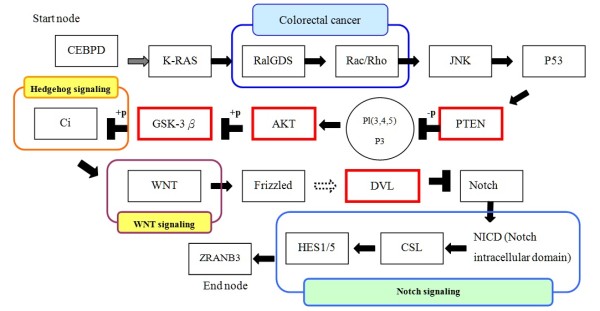 Colorectal cancer
Start node
CEBPD
K-RAS
RalGDS
Rac/Rho
JNK
P53
Hedgehog signaling
Ci
+p
GSK-3 β
+p
AKT
PI(3,4,5)
P3
-p
PTEN
WNT
WNT signaling
Frizzled
DVL
Notch
ZRANB3
End node
HES1/5
CSL
NICD (Notch
intracellular domain)
Notch signaling